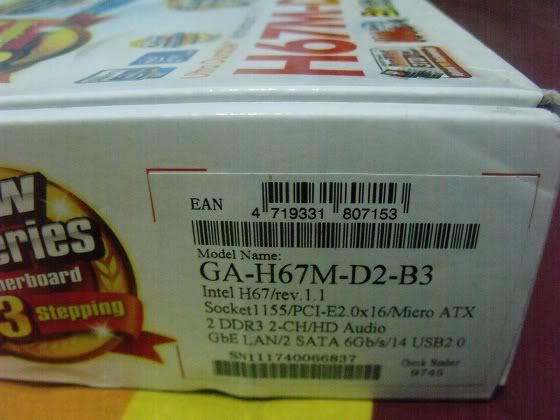 H67M-D
EAN
4 719331 807153
Model Name:
GA-H67M-D2-B3
Intel H67/rev.1.1
Socket1155/PCI-E2.0x16/Micro ATX
2 DDR3 2-CH/HD Audio
GbE LAN/2 SATA 6Gb/s/14 USB2.0
SN111740066837
Check Number
9745
W
eries
herboard
3 Stepping